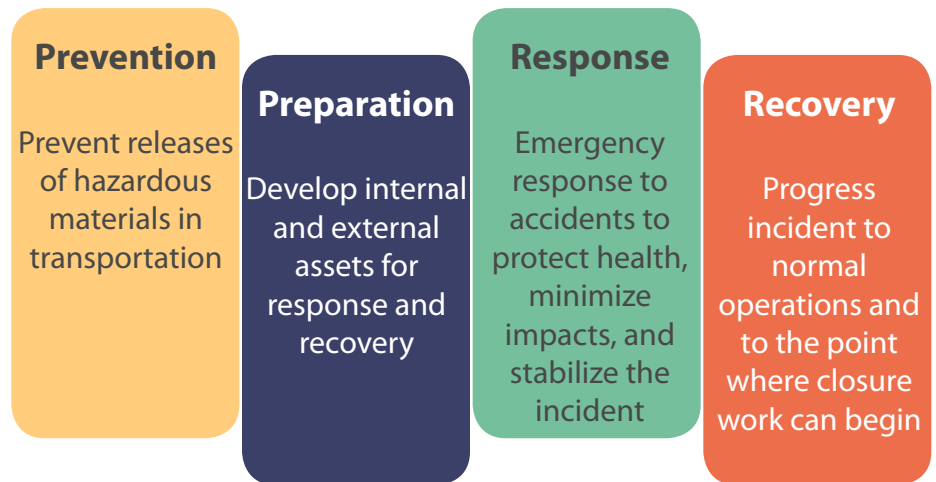 Prevention
Prevent releases
of hazardous
materials in
transportation
Preparation
Develop internal
and external
assets for
response and
recovery
Response
Emergency
response to
accidents to
protect health,
minimize
impacts, and
stabilize the
incident
Recovery
Progress
incident to
normal
operations and
to the point
where closure
work can begin